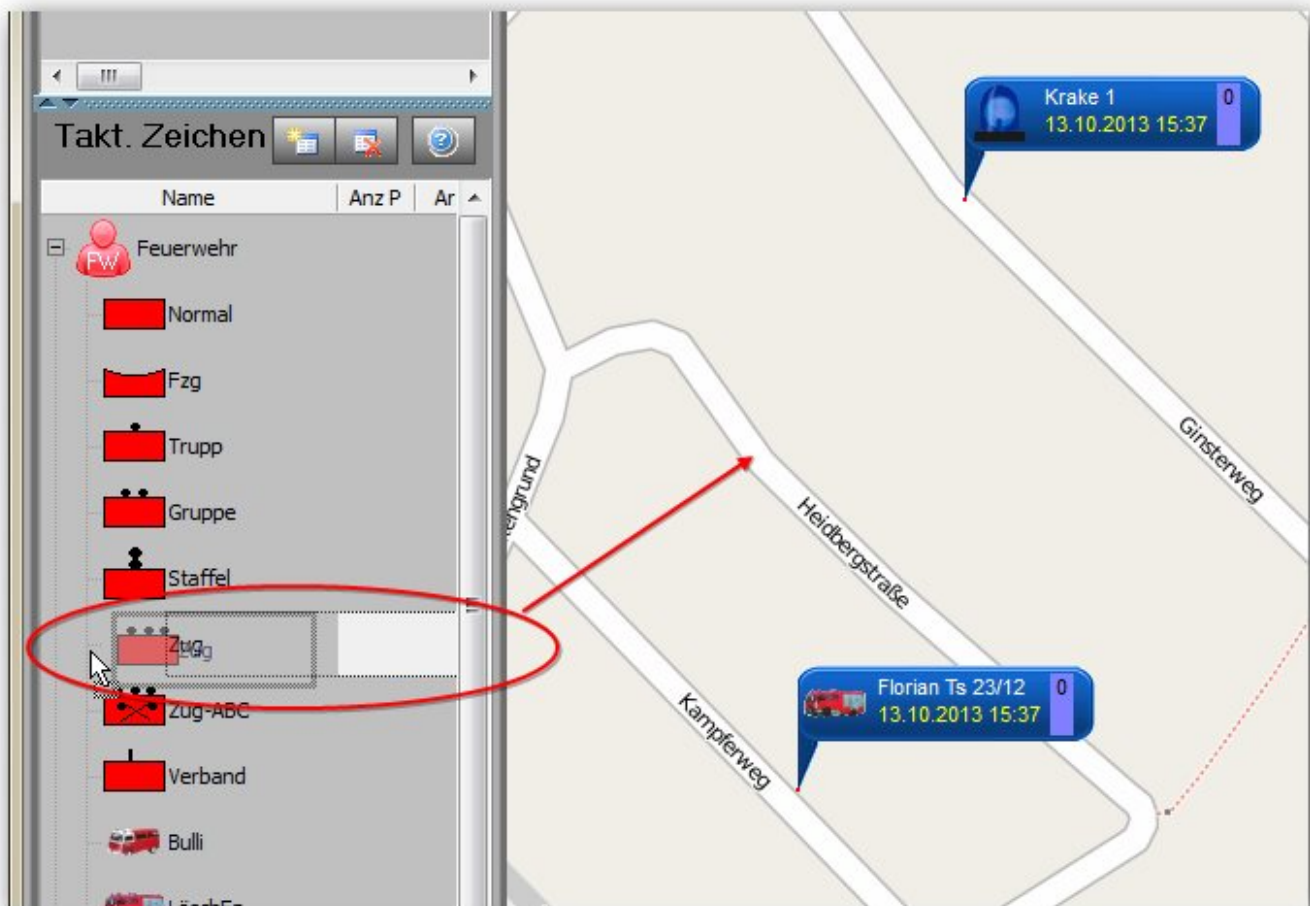 Takt. Zeichen
Name Anz P Ar
Feuerwehr
FW
Normal
Fzg
Trupp
Gruppe
Staffel
Zug
Zug
Zug-ABC
Verband
Bulli
Krake 1 0
13.10.2013 15:37
Ginsterweg
Heidbergstraße
Florian Ts 23/12 0
13.10.2013 15:37
Kampferweg